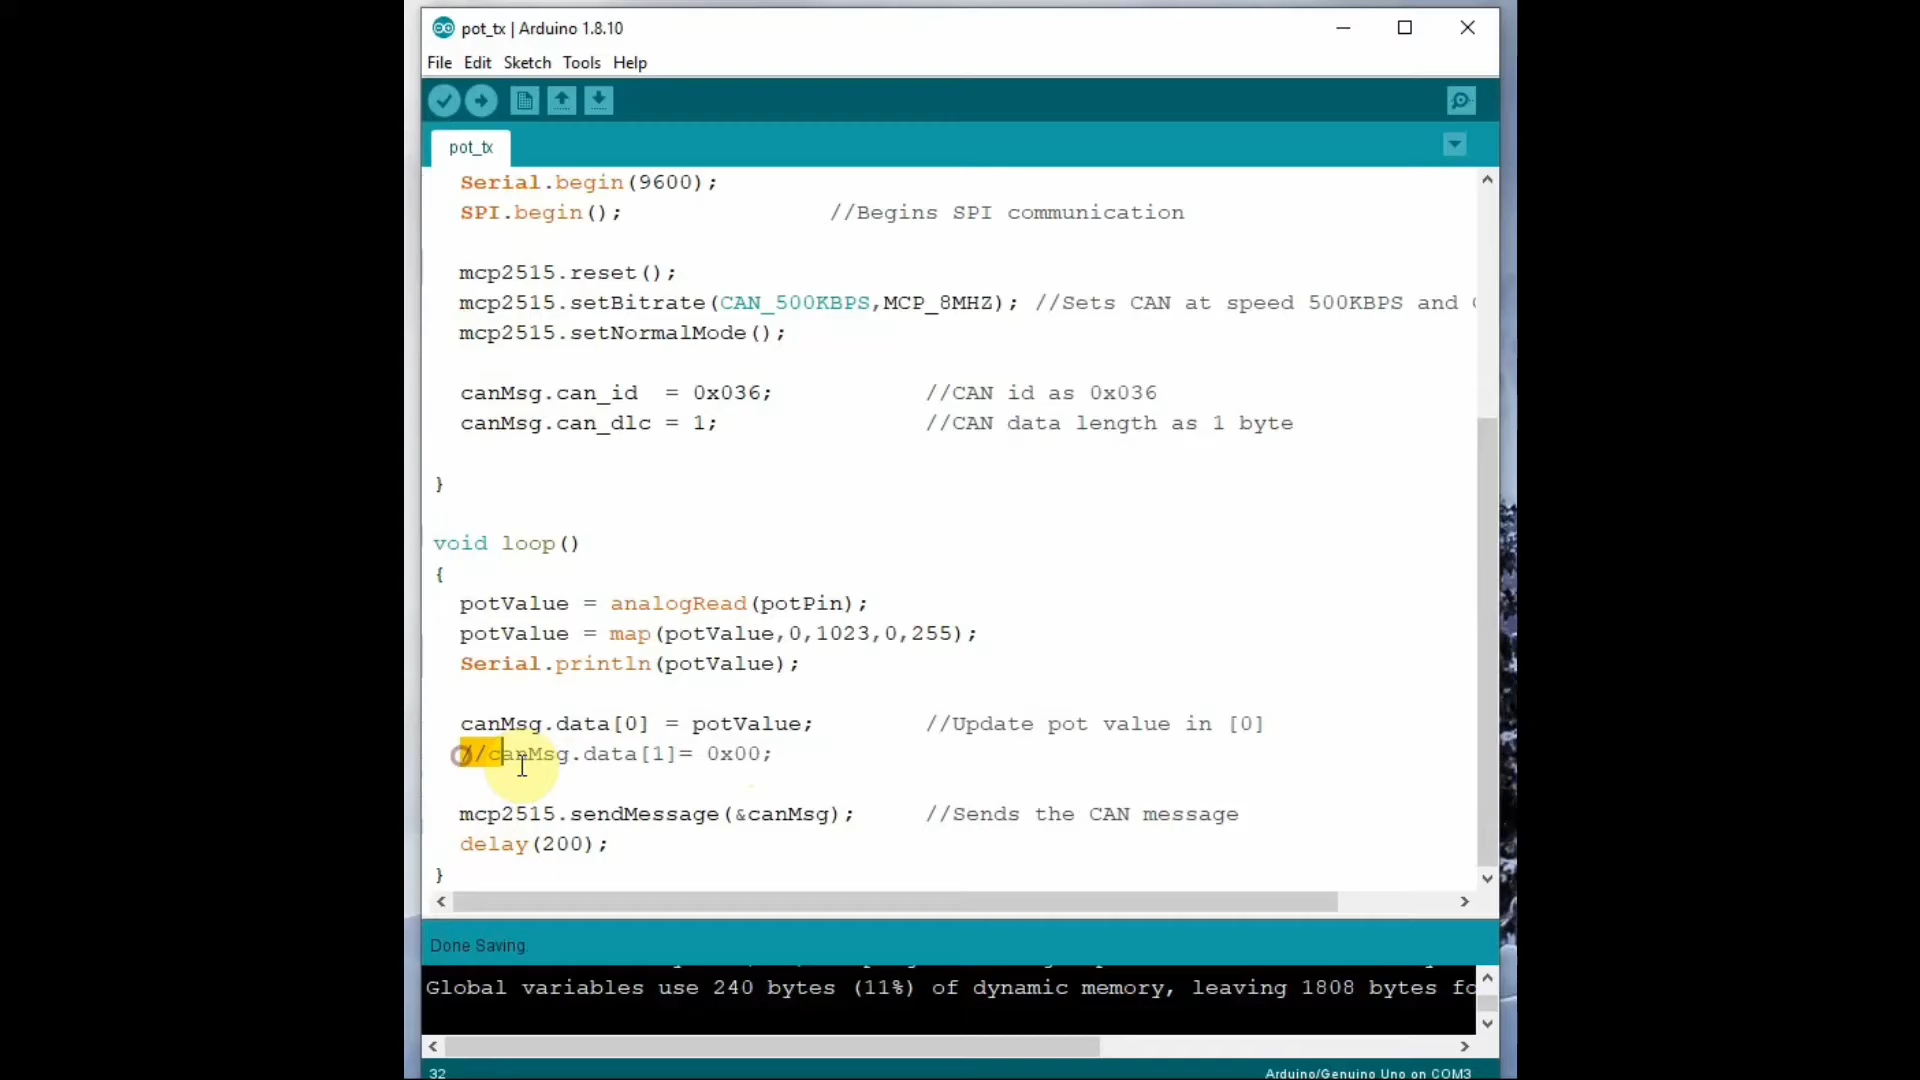 pot_tx | Arduino 1.8.10
File Edit Sketch Tools Help
pot_tx
Serial.begin(9600);
SPI.begin(); //Begins SPI communication
mcp2515.reset();
mcp2515.setBitrate(CAN_500KBPS,MCP_8MHZ); //Sets CAN at speed 500KBPS and
mcp2515.setNormalMode();
canMsg.can_id = 0x036; //CAN id as 0x036
canMsg.can_dlc = 1; //CAN data length as 1 byte
}
void loop()
{
potValue = analogRead(potPin);
potValue = map(potValue,0,1023,0,255);
Serial.println(potValue);
canMsg.data[0] = potValue; //Update pot value in [0]
//canMsg.data[1]= 0x00;
mcp2515.sendMessage(&canMsg); //Sends the CAN message
delay(200);
}
Done Saving.
Global variables use 240 bytes (11%) of dynamic memory, leaving 1808 bytes
32
Arduino/Genuino Uno on COM3